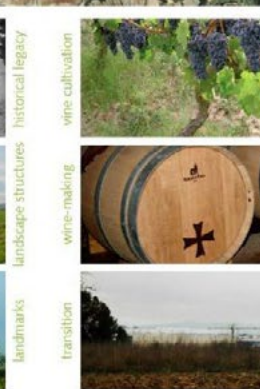 historical legacy
vine cultivation
landscape structures
wine-making
landmarks
transition